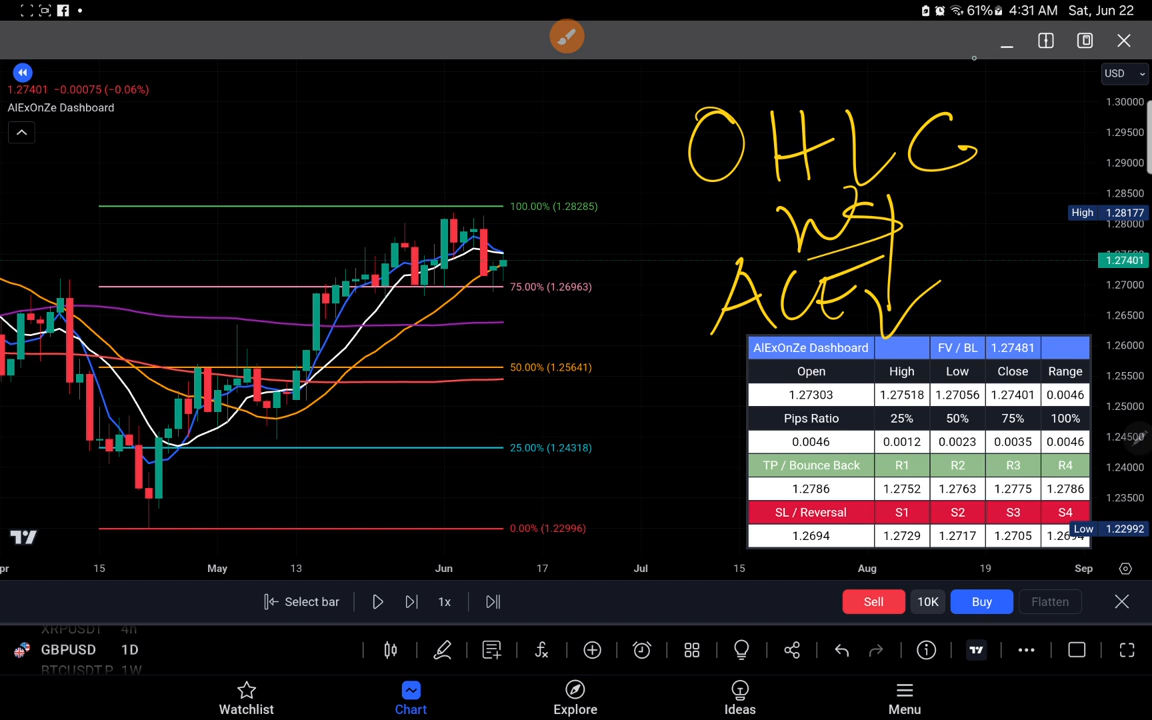 61% 4:31 AM Sat, Jun 22
USD
1.27401 −0.00075 (−0.06%)
AlExOnZe Dashboard
OHLC
1.30000
1.29500
1.29000
1.28500
High 1.28177
1.28000
1.27401
1.27000
1.26500
1.26000
1.25500
1.25000
1.24500
1.24000
1.23500
Low 1.22992
100.00% (1.28285)
75.00% (1.26963)
50.00% (1.25641)
25.00% (1.24318)
0.00% (1.22996)
AlExOnZe Dashboard FV / BL 1.27481
Open High Low Close Range
1.27303 1.27518 1.27056 1.27401 0.0046
Pips Ratio 25% 50% 75% 100%
0.0046 0.0012 0.0023 0.0035 0.0046
TP / Bounce Back R1 R2 R3 R4
1.2786 1.2752 1.2763 1.2775 1.2786
SL / Reversal S1 S2 S3 S4
1.2694 1.2729 1.2717 1.2705
15 May 13 Jun 17 Jul 15 Aug 19 Sep
Select bar 1x Sell 10K Buy Flatten
XRPUSDT 4h
GBPUSD 1D
BTCUSDT.P 1W
Watchlist Chart Explore Ideas Menu